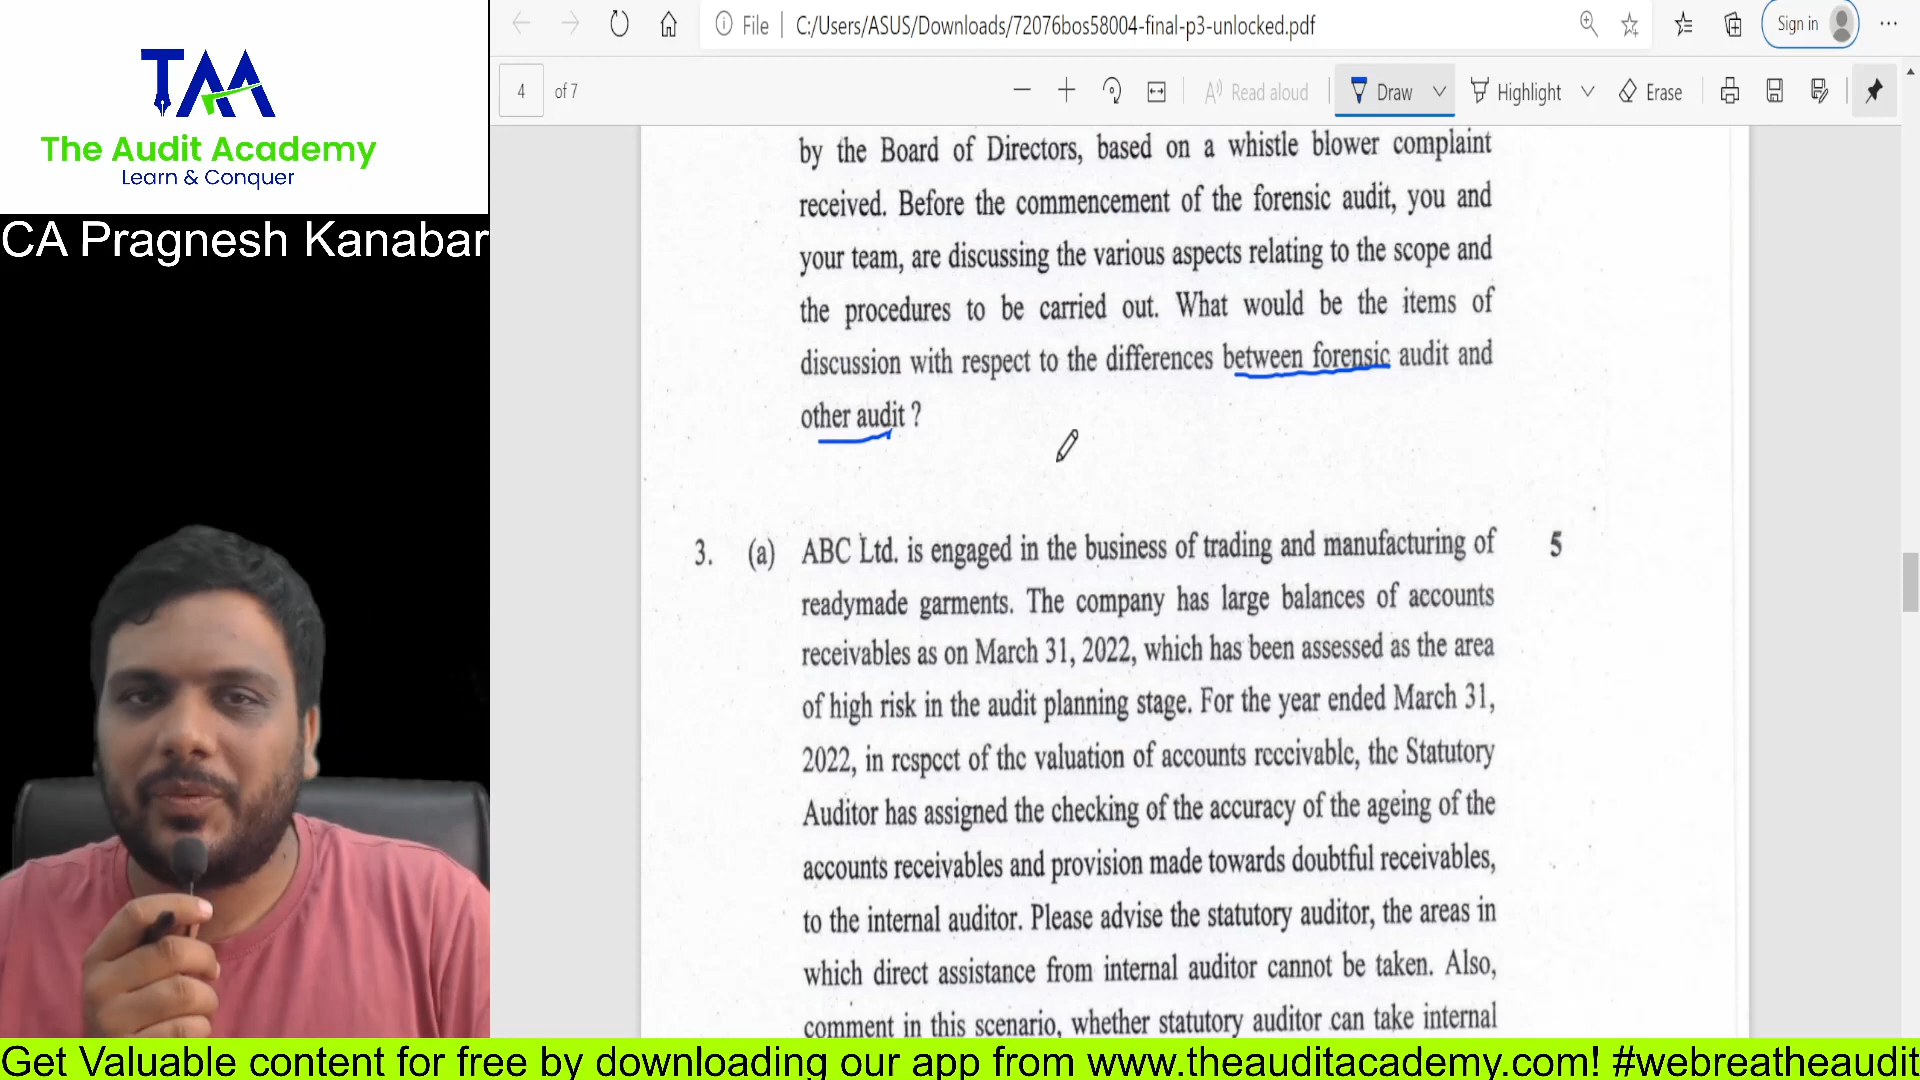 TAA
The Audit Academy
Learn & Conquer
CA Pragnesh Kanabar
File
C:/Users/ASUS/Downloads/72076bos58004-final-p3-unlocked.pdf
Sign in
4 of 7
Read aloud
Draw
Highlight
Erase
by the Board of Directors, based on a whistle blower complaint
received. Before the commencement of the forensic audit, you and
your team, are discussing the various aspects relating to the scope and
the procedures to be carried out. What would be the items of
discussion with respect to the differences between forensic audit and
other audit ?
3. (a) ABC Ltd. is engaged in the business of trading and manufacturing of 5
readymade garments. The company has large balances of accounts
receivables as on March 31, 2022, which has been assessed as the area
of high risk in the audit planning stage. For the year ended March 31,
2022, in respect of the valuation of accounts receivable, the Statutory
Auditor has assigned the checking of the accuracy of the ageing of the
accounts receivables and provision made towards doubtful receivables,
to the internal auditor. Please advise the statutory auditor, the areas in
which direct assistance from internal auditor cannot be taken. Also,
comment in this scenario, whether statutory auditor can take internal
Get Valuable content for free by downloading our app from www.theauditacademy.com! #webreatheaudit